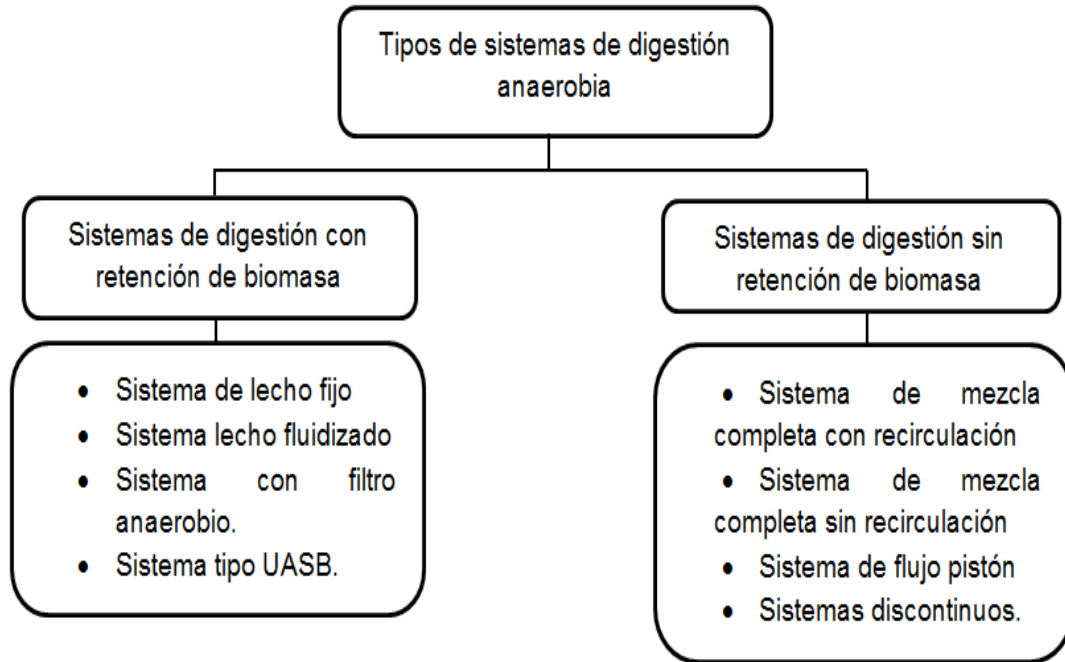 Tipos de sistemas de digestión
anaerobia
Sistemas de digestión con
retención de biomasa
Sistemas de digestión sin
retención de biomasa
• Sistema de lecho fijo
• Sistema lecho fluidizado
• Sistema con filtro
anaerobio.
• Sistema tipo UASB.
• Sistema de mezcla
completa con recirculación
• Sistema de mezcla
completa sin recirculación
• Sistema de flujo pistón
• Sistemas discontinuos.